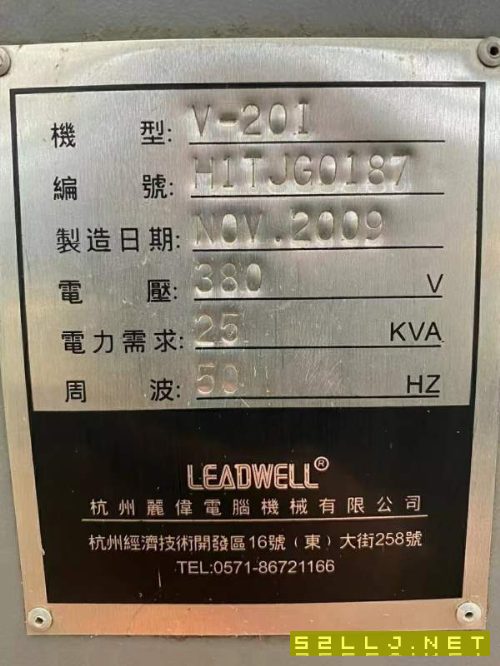 機 型: V-20I
編 號: H1TJG0187
製造日期: NOV.2009
電 壓: 380 V
電力需求: 25 KVA
周 波: 50 HZ
LEADWELL®
杭州麗偉電腦機械有限公司
杭州經濟技術開發區16號（東）大街258號
TEL:0571-86721166
52LLJ.NET